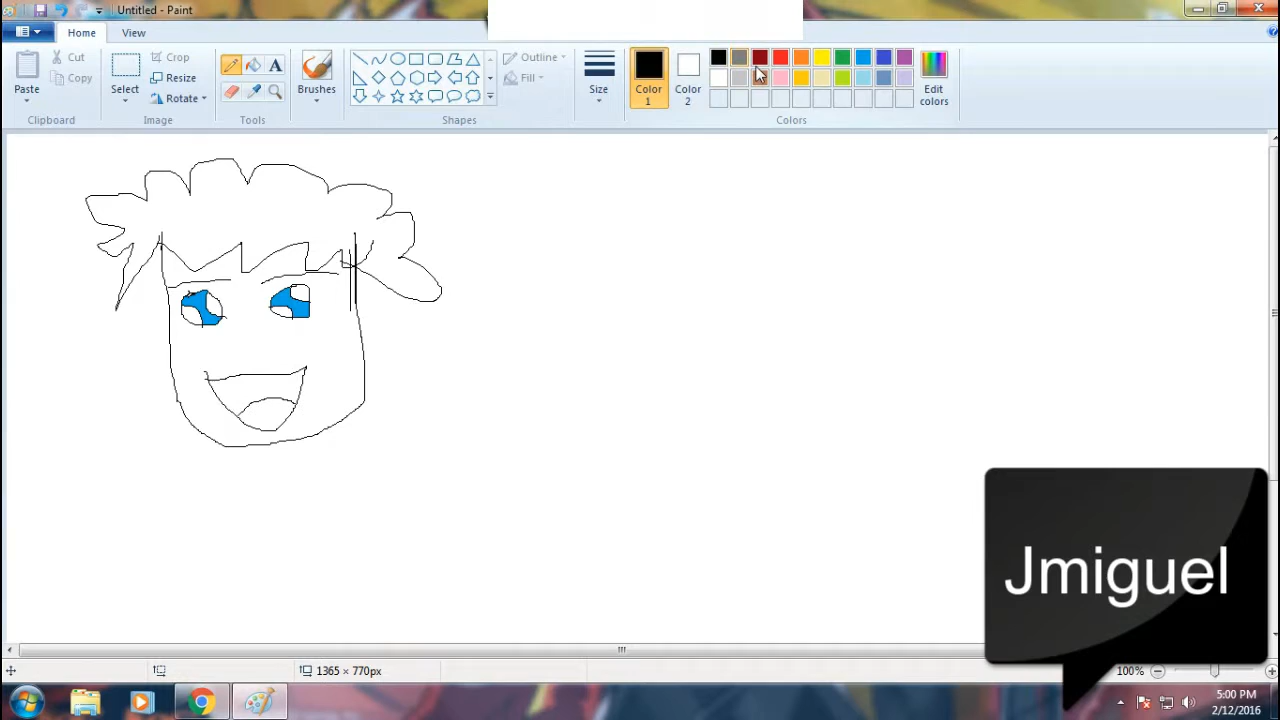 Untitled - Paint
Home
View
Paste
Cut
Copy
Clipboard
Select
Crop
Resize
Rotate
Image
Tools
Brushes
Shapes
Outline
Fill
Size
Color
1
Color
2
Colors
Edit
colors
Jmiguel
1365 × 770px
100%
5:00 PM
2/12/2016